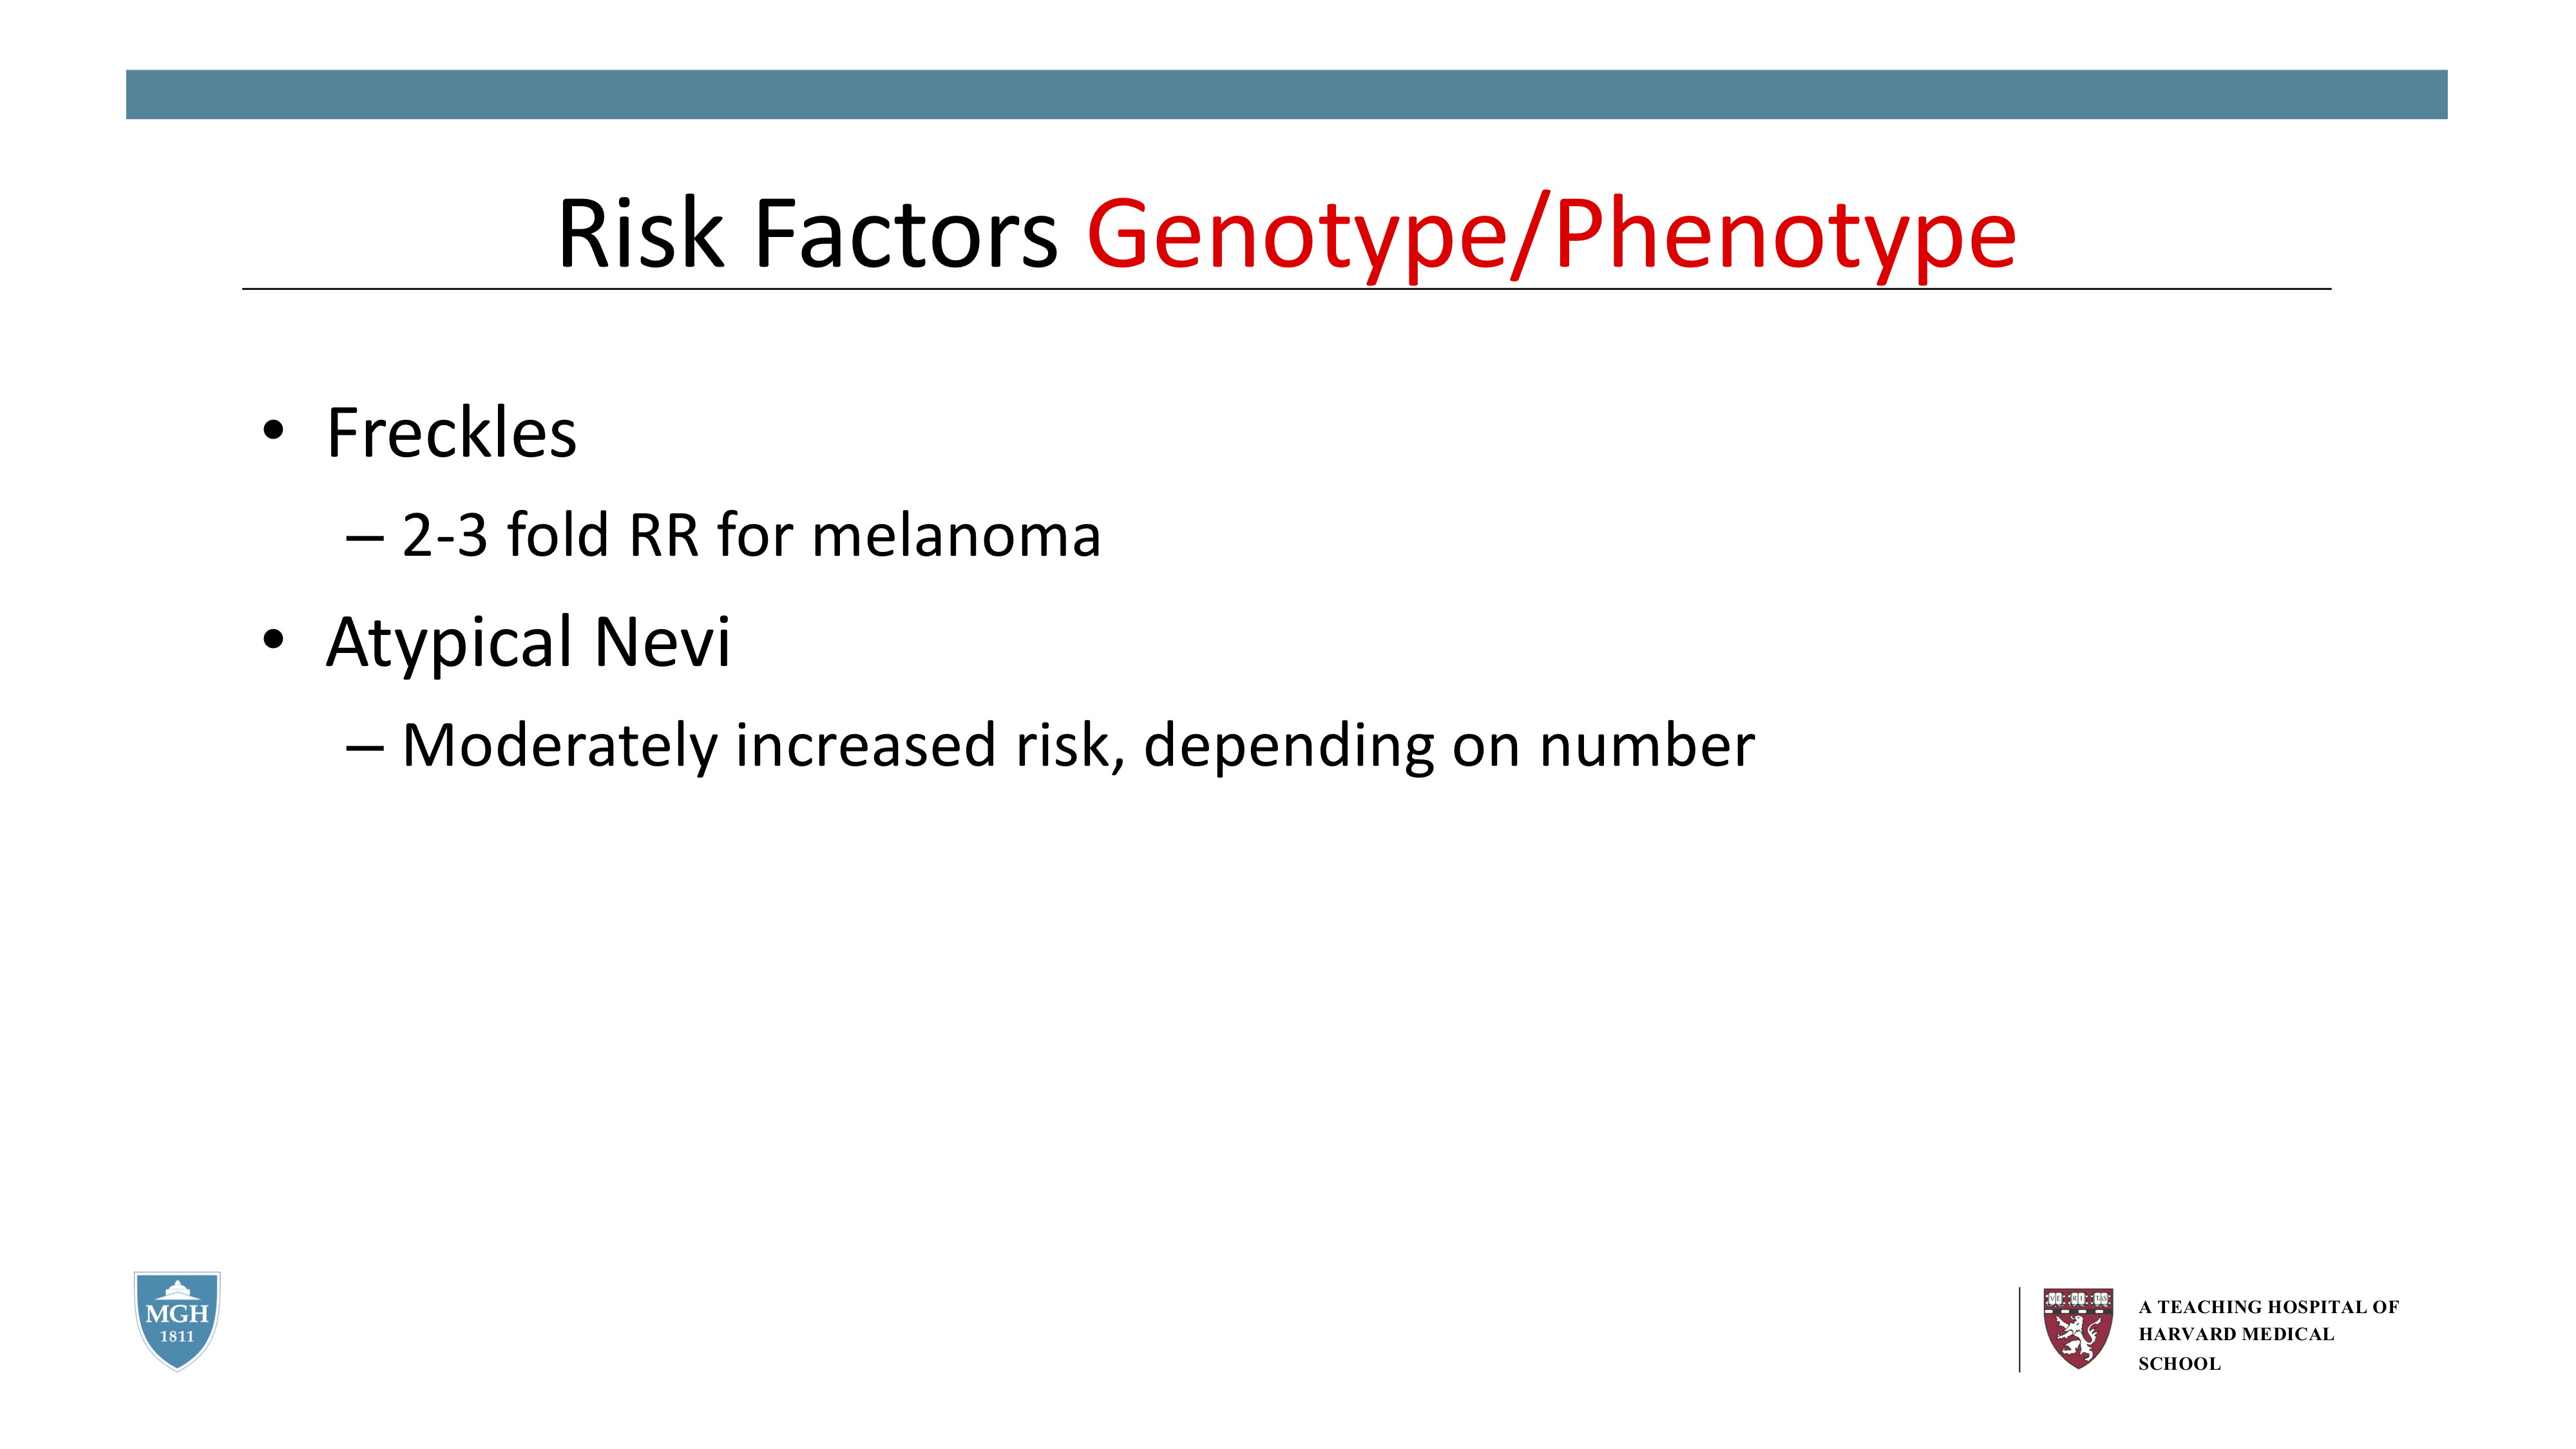 Risk Factors Genotype/Phenotype
• Freckles
– 2-3 fold RR for melanoma
• Atypical Nevi
– Moderately increased risk, depending on number
MGH
1811
VE RI TAS
A TEACHING HOSPITAL OF
HARVARD MEDICAL
SCHOOL